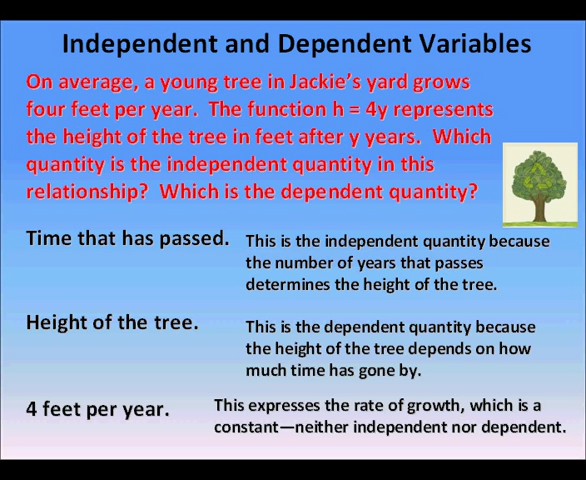 Independent and Dependent Variables
On average, a young tree in Jackie's yard grows
four feet per year.  The function h = 4y represents
the height of the tree in feet after y years.  Which
quantity is the independent quantity in this
relationship?  Which is the dependent quantity?
Time that has passed.
This is the independent quantity because
the number of years that passes
determines the height of the tree.
Height of the tree.
This is the dependent quantity because
the height of the tree depends on how
much time has gone by.
4 feet per year.
This expresses the rate of growth, which is a
constant—neither independent nor dependent.